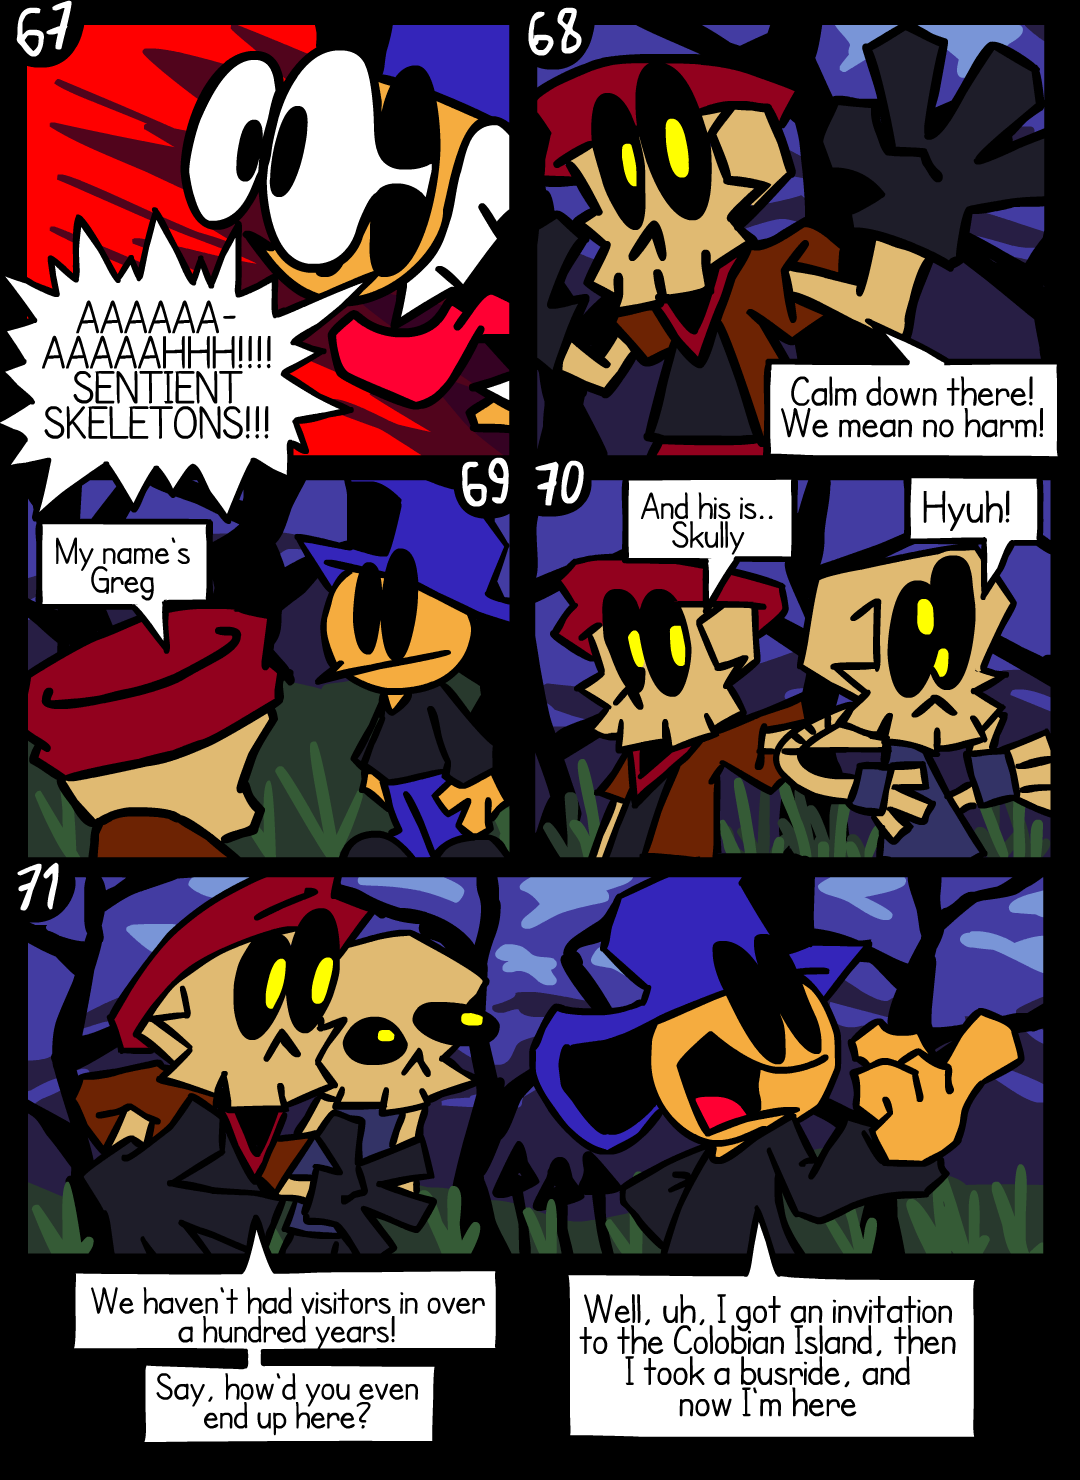 67
AAAAAA-
AAAAAHHH!!!!
SENTIENT
SKELETONS!!!
68
Calm down there!
We mean no harm!
69
My name's
Greg
70
And his is..
Skully
Hyuh!
71
We haven't had visitors in over
a hundred years!
Say, how'd you even
end up here?
Well, uh, I got an invitation
to the Colobian Island, then
I took a busride, and
now I'm here